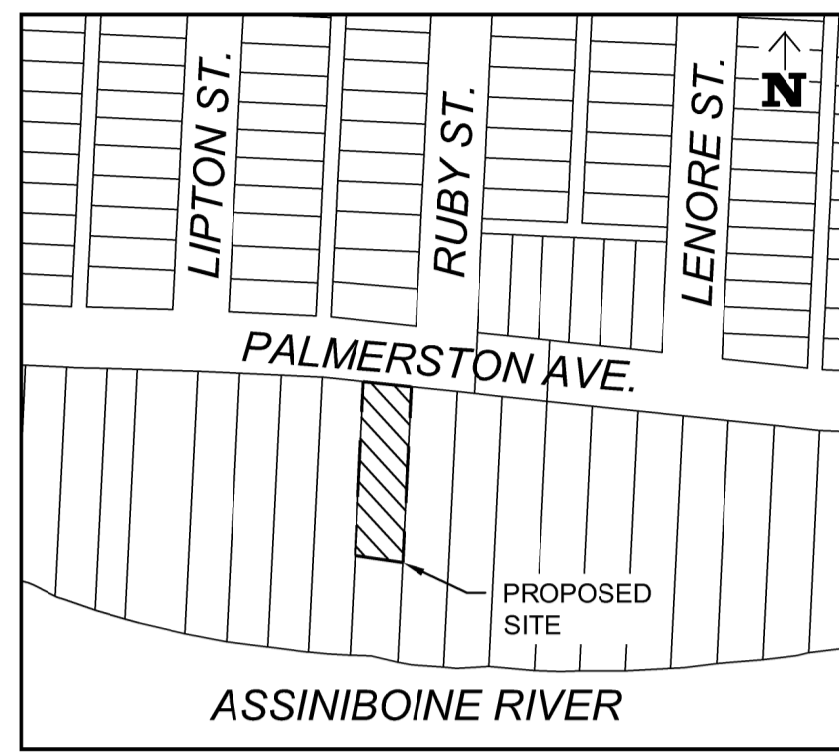 LIPTON ST.
RUBY ST.
LENORE ST.
N
PALMERSTON AVE.
PROPOSED
SITE
ASSINIBOINE RIVER